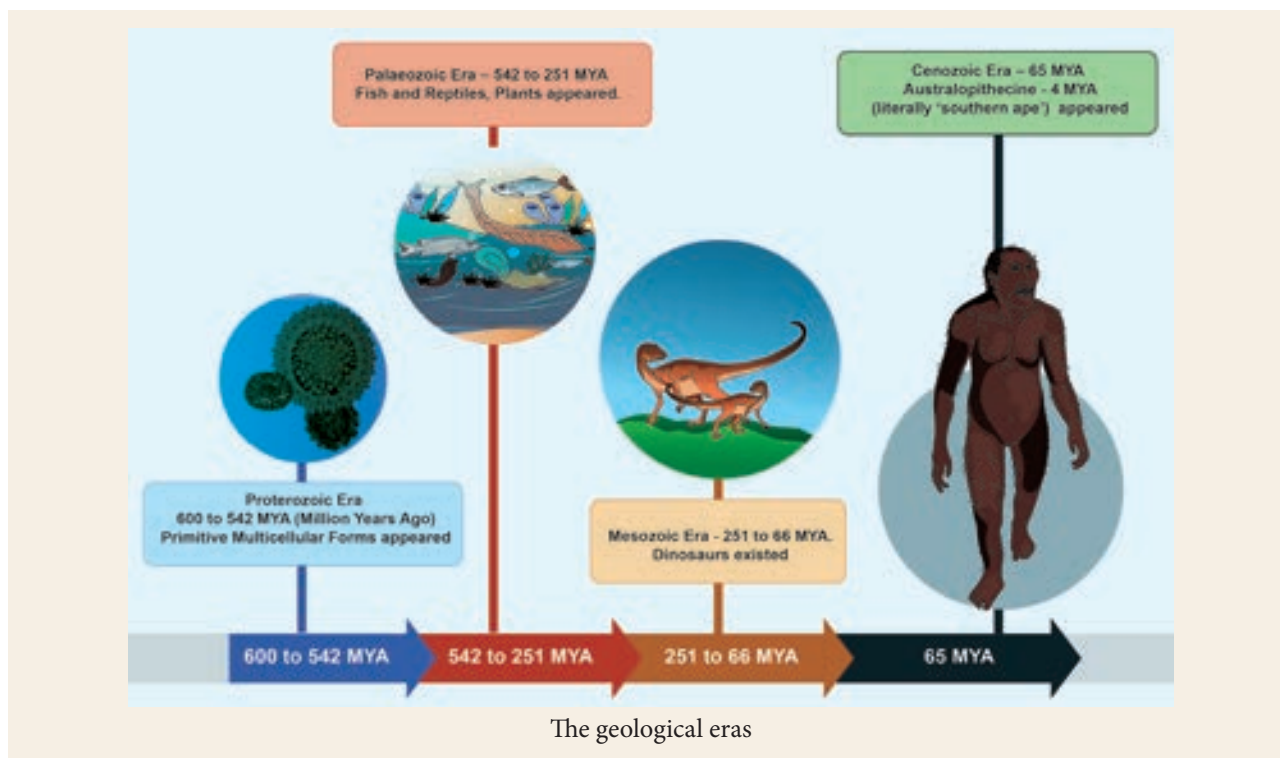 Palaeozoic Era – 542 to 251 MYA
Fish and Reptiles, Plants appeared.
Cenozoic Era – 65 MYA
Australopithecine - 4 MYA
(literally 'southern ape') appeared
Proterozoic Era
600 to 542 MYA (Million Years Ago)
Primitive Multicellular Forms appeared
Mesozoic Era - 251 to 66 MYA.
Dinosaurs existed
600 to 542 MYA
542 to 251 MYA
251 to 66 MYA
65 MYA
The geological eras